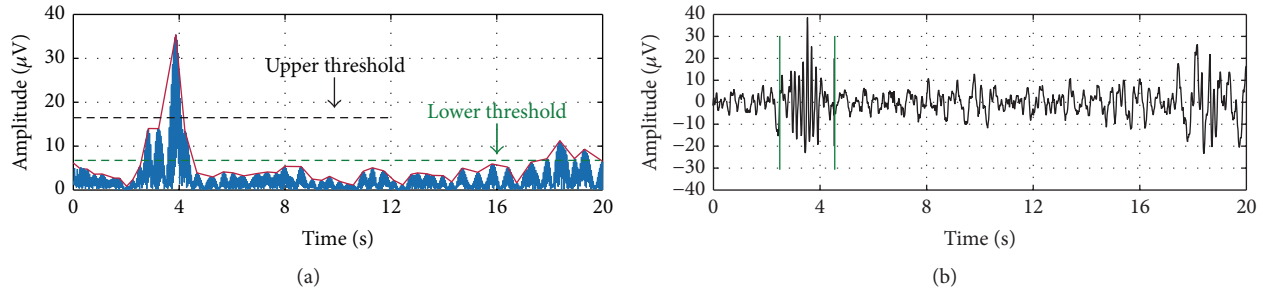 40
30
20
10
0
Amplitude (μV)
Upper threshold
Lower threshold
0 4 8 12 16 20
Time (s)
(a)
40
30
20
10
0
−10
−20
−30
−40
Amplitude (μV)
0 4 8 12 16 20
Time (s)
(b)